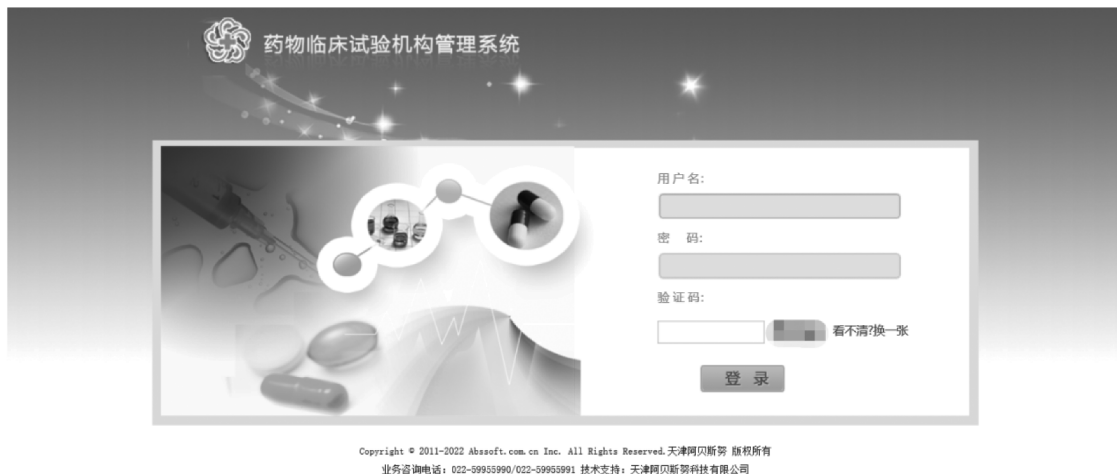 药物临床试验机构管理系统
用户名:
密 码:
验证码:
看不清?换一张
登 录
Copyright © 2011-2022 Abssoft.com.cn Inc. All Rights Reserved.天津阿贝斯努 版权所有
业务咨询电话: 022-59955990/022-59955991 技术支持: 天津阿贝斯努科技有限公司